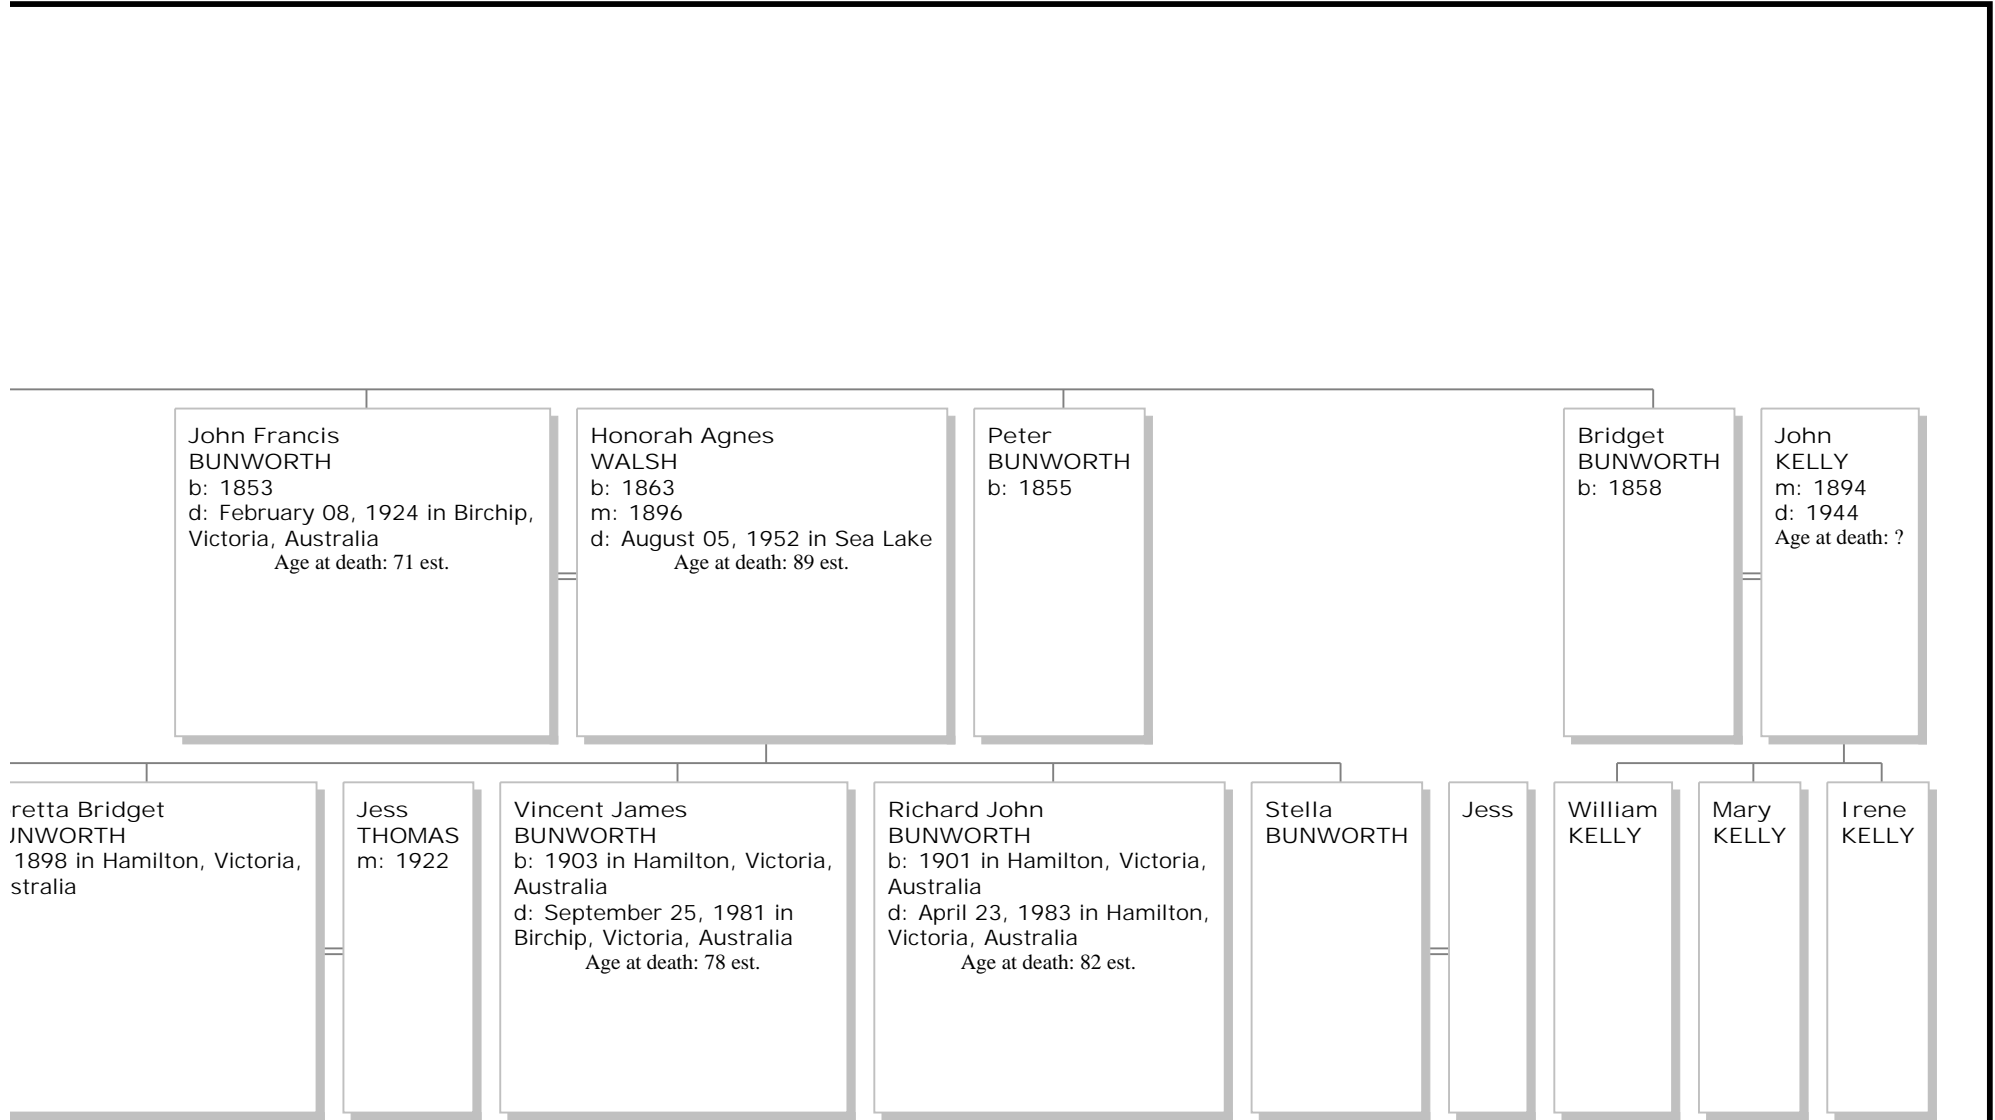 John Francis
BUNWORTH
b: 1853
d: February 08, 1924 in Birchip,
Victoria, Australia
Age at death: 71 est.
Honorah Agnes
WALSH
b: 1863
m: 1896
d: August 05, 1952 in Sea Lake
Age at death: 89 est.
Peter
BUNWORTH
b: 1855
Bridget
BUNWORTH
b: 1858
John
KELLY
m: 1894
d: 1944
Age at death: ?
retta Bridget
UNWORTH
1898 in Hamilton, Victoria,
stralia
Jess
THOMAS
m: 1922
Vincent James
BUNWORTH
b: 1903 in Hamilton, Victoria,
Australia
d: September 25, 1981 in
Birchip, Victoria, Australia
Age at death: 78 est.
Richard John
BUNWORTH
b: 1901 in Hamilton, Victoria,
Australia
d: April 23, 1983 in Hamilton,
Victoria, Australia
Age at death: 82 est.
Stella
BUNWORTH
Jess
William
KELLY
Mary
KELLY
Irene
KELLY